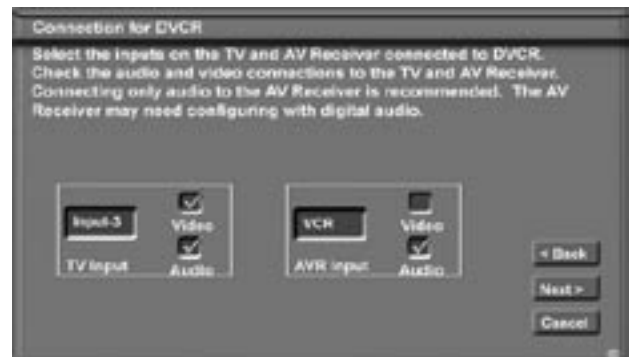 Connection for DVCR
Select the inputs on the TV and AV Receiver connected to DVCR.
Check the audio and video connections to the TV and AV Receiver.
Connecting only audio to the AV Receiver is recommended. The AV
Receiver may need configuring with digital audio.
Input-3
Video
TV Input
Audio
VCR
Video
AVR input
Audio
< Back
Next >
Cancel